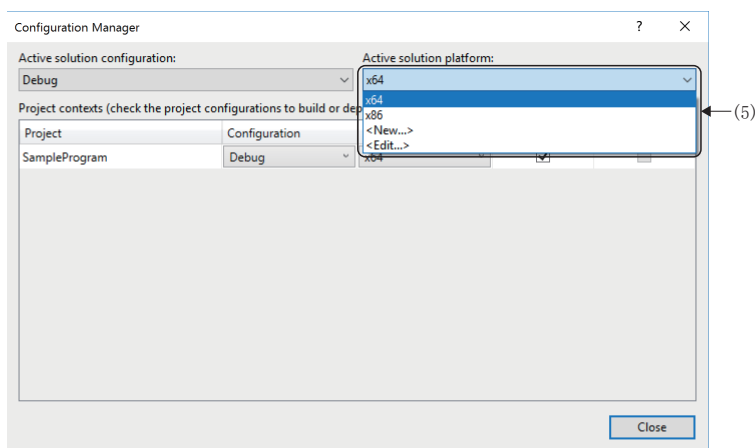 Configuration Manager ? ×
Active solution configuration: Active solution platform:
Debug x64
x64
Project contexts (check the project configurations to build or dep
x86
(5)
<New...>
Project Configuration
<Edit...>
SampleProgram Debug x64
Close